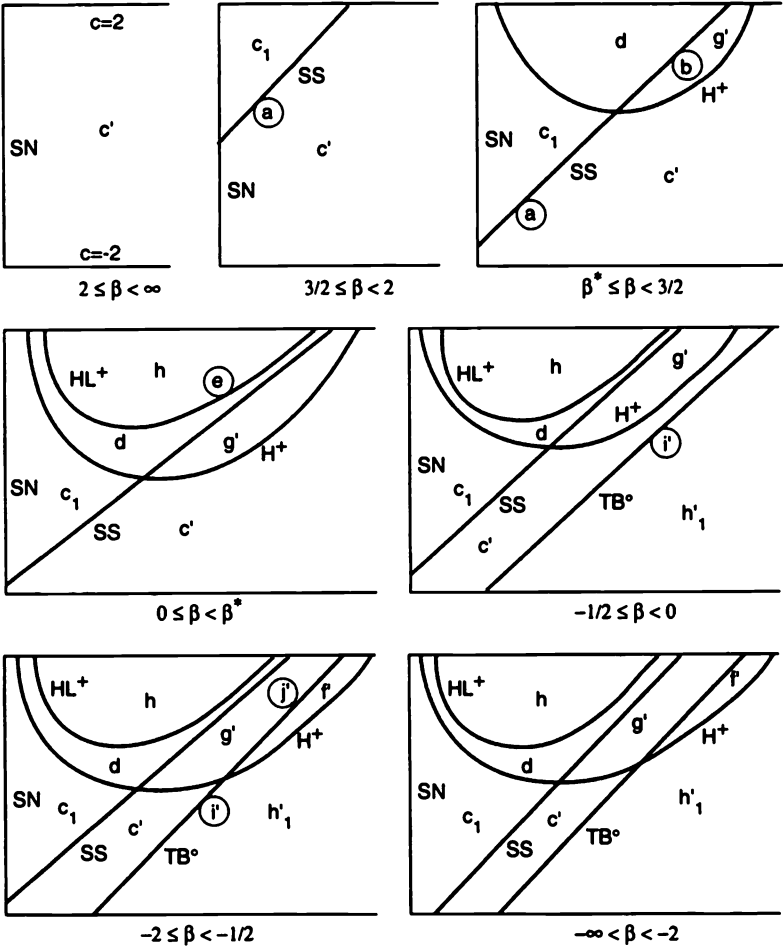 c=2
c'
SN
c=-2
2 ≤ β < ∞
c₁
SS
a
c'
SN
3/2 ≤ β < 2
d
g'
b
H⁺
SN
c₁
SS
c'
a
β* ≤ β < 3/2
HL⁺
h
e
d
g'
H⁺
SN
c₁
SS
c'
0 ≤ β < β*
HL⁺
h
g'
H⁺
d
i'
SN
c₁
SS
TB°
h'₁
c'
-1/2 ≤ β < 0
HL⁺
h
j'
f'
g'
H⁺
d
SN
c₁
c'
i'
h'₁
SS
TB°
-2 ≤ β < -1/2
HL⁺
h
f'
g'
H⁺
d
SN
c₁
c'
h'₁
SS
TB°
-∞ < β < -2